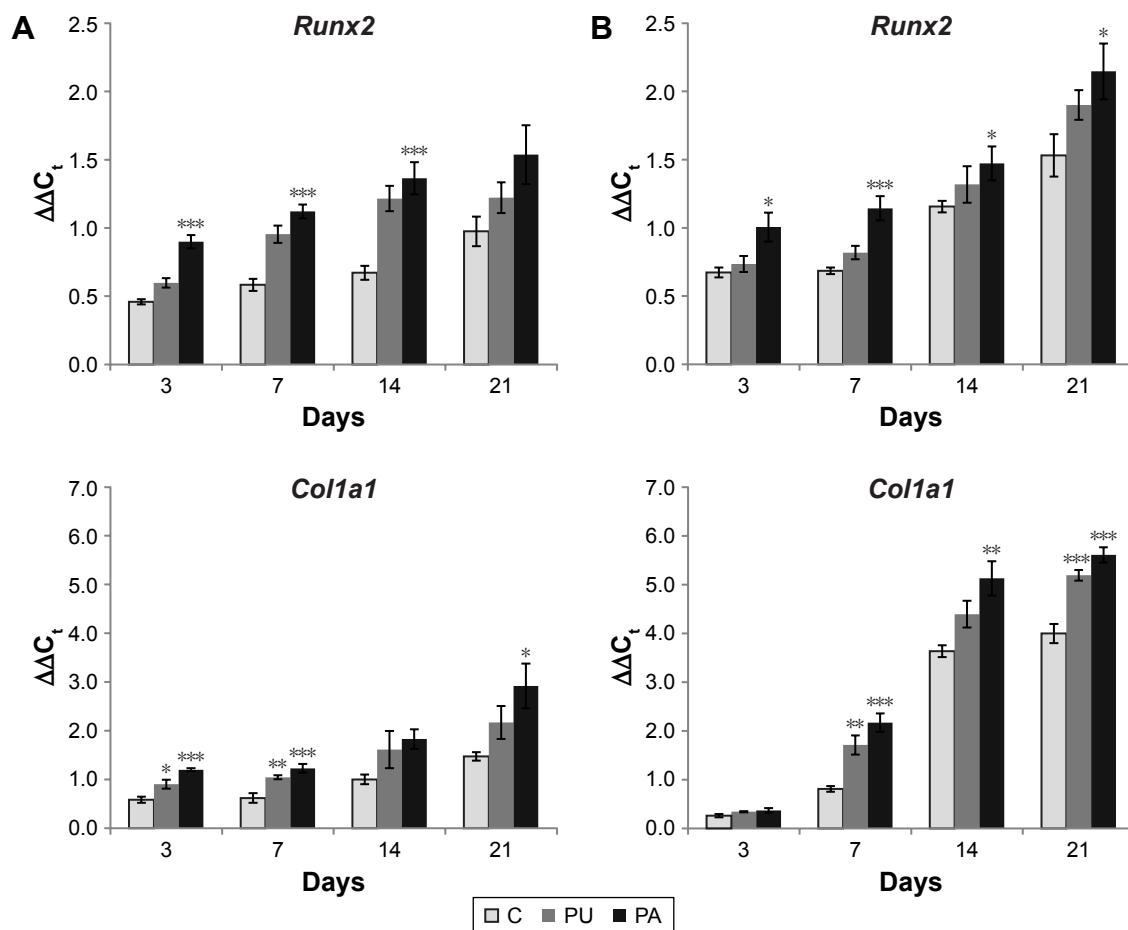 A
Runx2
2.5
2.0
1.5
1.0
0.5
0.0
ΔΔCt
*** *** ***
3 7 14 21
Days
B
Runx2
2.5
2.0
1.5
1.0
0.5
0.0
ΔΔCt
* *** * *
3 7 14 21
Days
Col1a1
7.0
6.0
5.0
4.0
3.0
2.0
1.0
0.0
ΔΔCt
* *** ** *** *
3 7 14 21
Days
Col1a1
7.0
6.0
5.0
4.0
3.0
2.0
1.0
0.0
ΔΔCt
** *** ** *** ***
3 7 14 21
Days
C PU PA